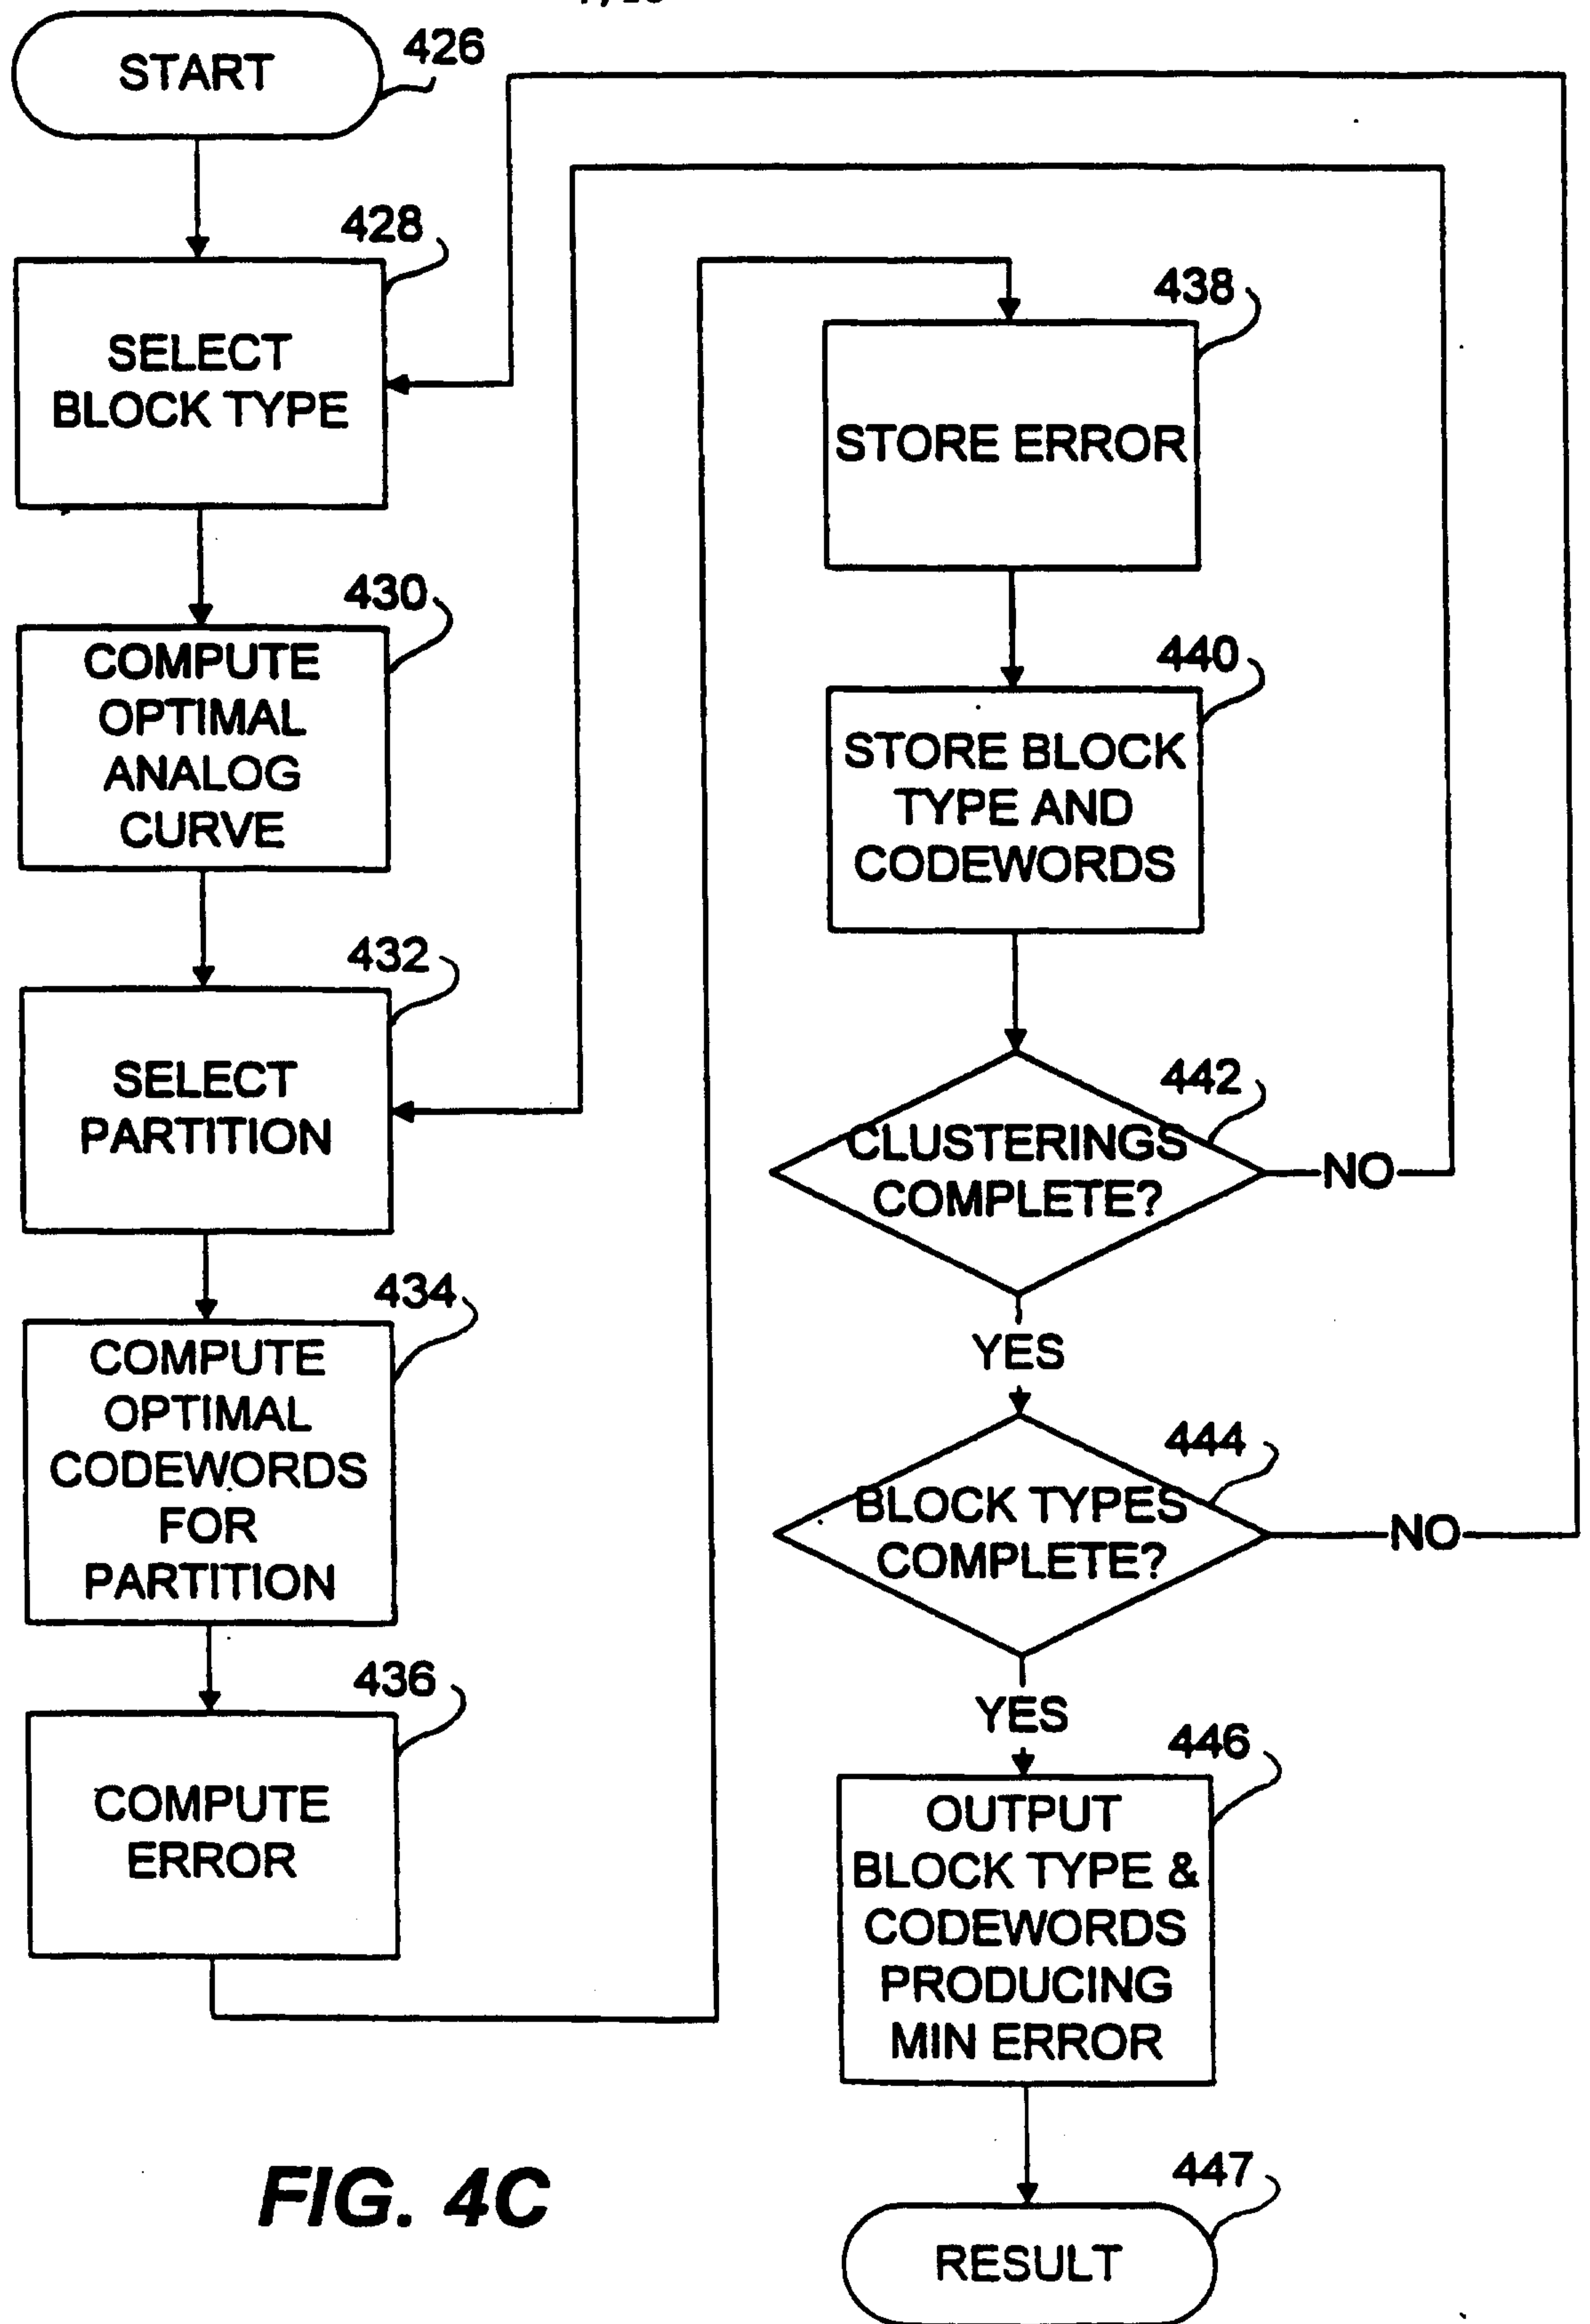 START
426
428
SELECT
BLOCK TYPE
430
COMPUTE
OPTIMAL
ANALOG
CURVE
432
SELECT
PARTITION
434
COMPUTE
OPTIMAL
CODEWORDS
FOR
PARTITION
436
COMPUTE
ERROR
438
STORE ERROR
440
STORE BLOCK
TYPE AND
CODEWORDS
442
CLUSTERINGS
COMPLETE?
NO
YES
444
BLOCK TYPES
COMPLETE?
NO
YES
446
OUTPUT
BLOCK TYPE &
CODEWORDS
PRODUCING
MIN ERROR
447
RESULT
FIG. 4C